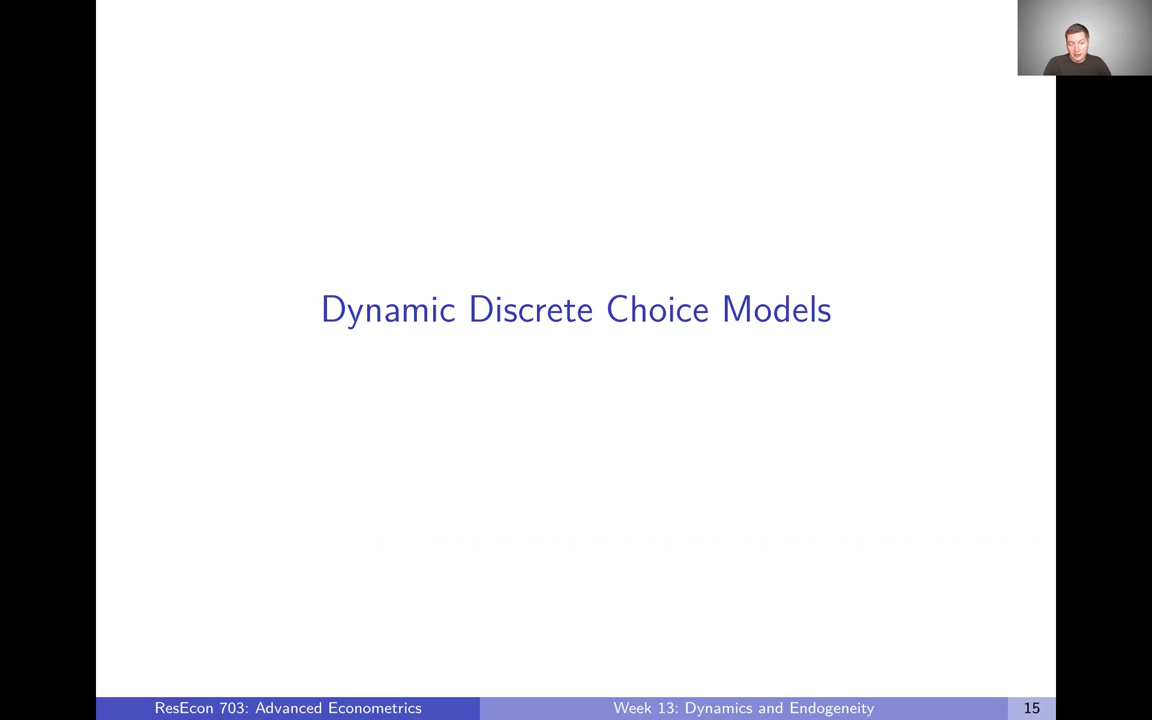 Dynamic Discrete Choice Models
ResEcon 703: Advanced Econometrics
Week 13: Dynamics and Endogeneity
15